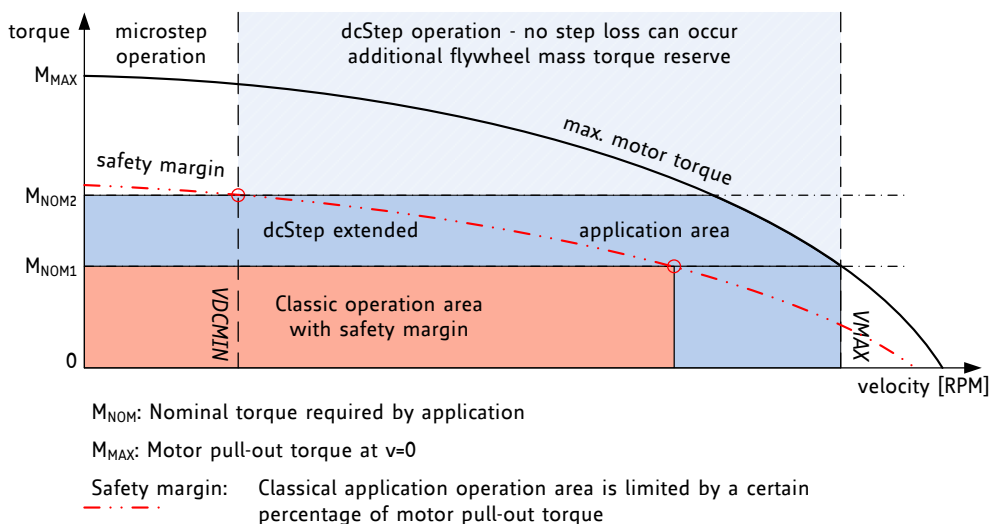 torque
microstep
operation
dcStep operation - no step loss can occur
additional flywheel mass torque reserve
MMAX
max. motor torque
safety margin
MNOM2
dcStep extended
application area
MNOM1
Classic operation area
with safety margin
VDCMIN
VMAX
0
velocity [RPM]
MNOM: Nominal torque required by application
MMAX: Motor pull-out torque at v=0
Safety margin: Classical application operation area is limited by a certain
percentage of motor pull-out torque